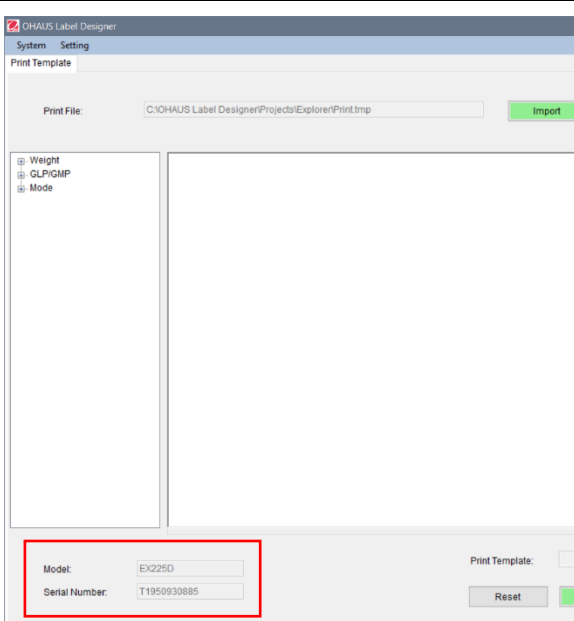 OHAUS Label Designer
System Setting
Print Template
Print File: C:\OHAUS Label Designer\Projects\Explorer\Print.tmp Import
Weight
GLP/GMP
Mode
Model: EX225D
Serial Number: T1950930885
Print Template:
Reset